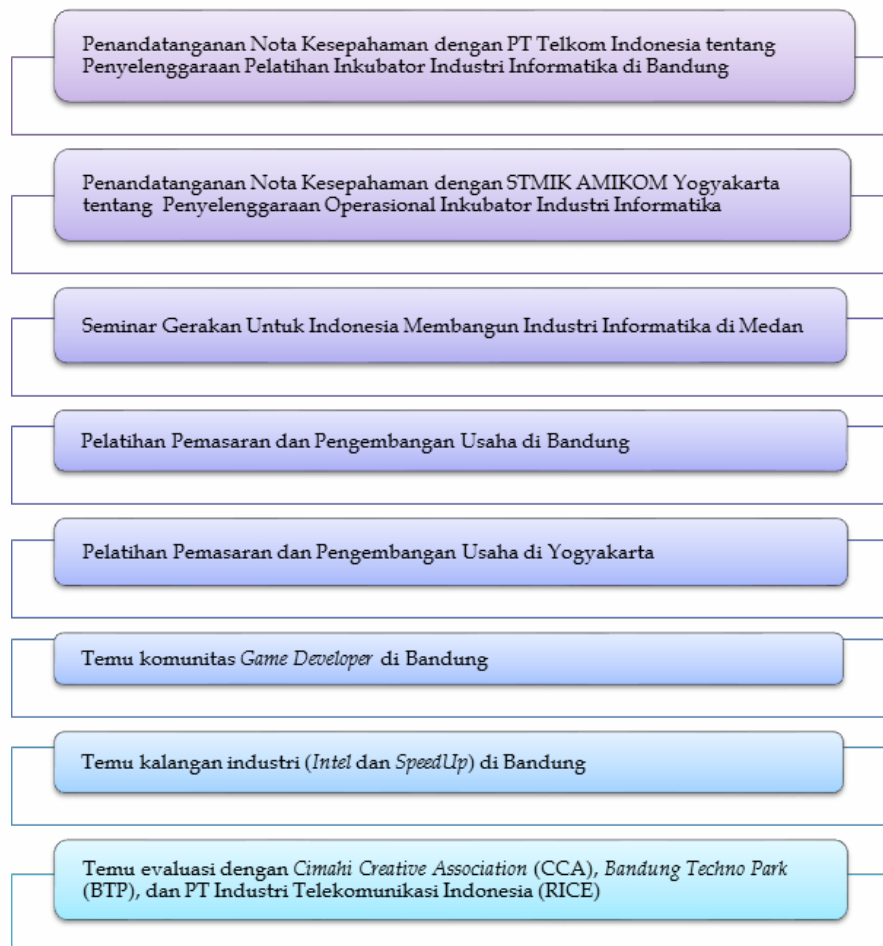 Penandatanganan Nota Kesepahaman dengan PT Telkom Indonesia tentang
Penyelenggaraan Pelatihan Inkubator Industri Informatika di Bandung
Penandatanganan Nota Kesepahaman dengan STMIK AMIKOM Yogyakarta
tentang Penyelenggaraan Operasional Inkubator Industri Informatika
Seminar Gerakan Untuk Indonesia Membangun Industri Informatika di Medan
Pelatihan Pemasaran dan Pengembangan Usaha di Bandung
Pelatihan Pemasaran dan Pengembangan Usaha di Yogyakarta
Temu komunitas Game Developer di Bandung
Temu kalangan industri (Intel dan SpeedUp) di Bandung
Temu evaluasi dengan Cimahi Creative Association (CCA), Bandung Techno Park
(BTP), dan PT Industri Telekomunikasi Indonesia (RICE)